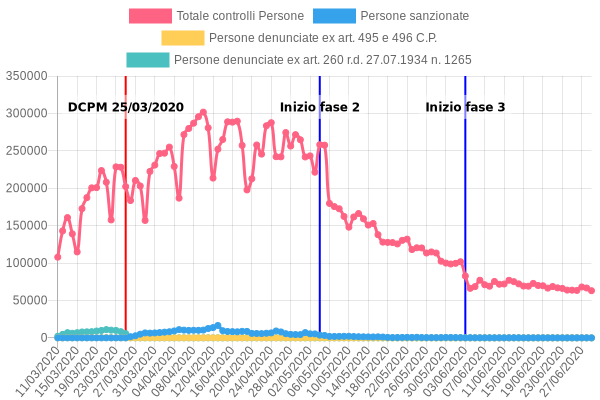 Totale controlli Persone Persone sanzionate
Persone denunciate ex art. 495 e 496 C.P.
Persone denunciate ex art. 260 r.d. 27.07.1934 n. 1265
350000
300000
250000
200000
150000
100000
50000
0
DCPM 25/03/2020 Inizio fase 2 Inizio fase 3
11/03/2020 15/03/2020 19/03/2020 23/03/2020 27/03/2020 31/03/2020 04/04/2020 08/04/2020 12/04/2020 16/04/2020 20/04/2020 24/04/2020 28/04/2020 02/05/2020 06/05/2020 10/05/2020 14/05/2020 18/05/2020 22/05/2020 26/05/2020 30/05/2020 03/06/2020 07/06/2020 11/06/2020 15/06/2020 19/06/2020 23/06/2020 27/06/2020